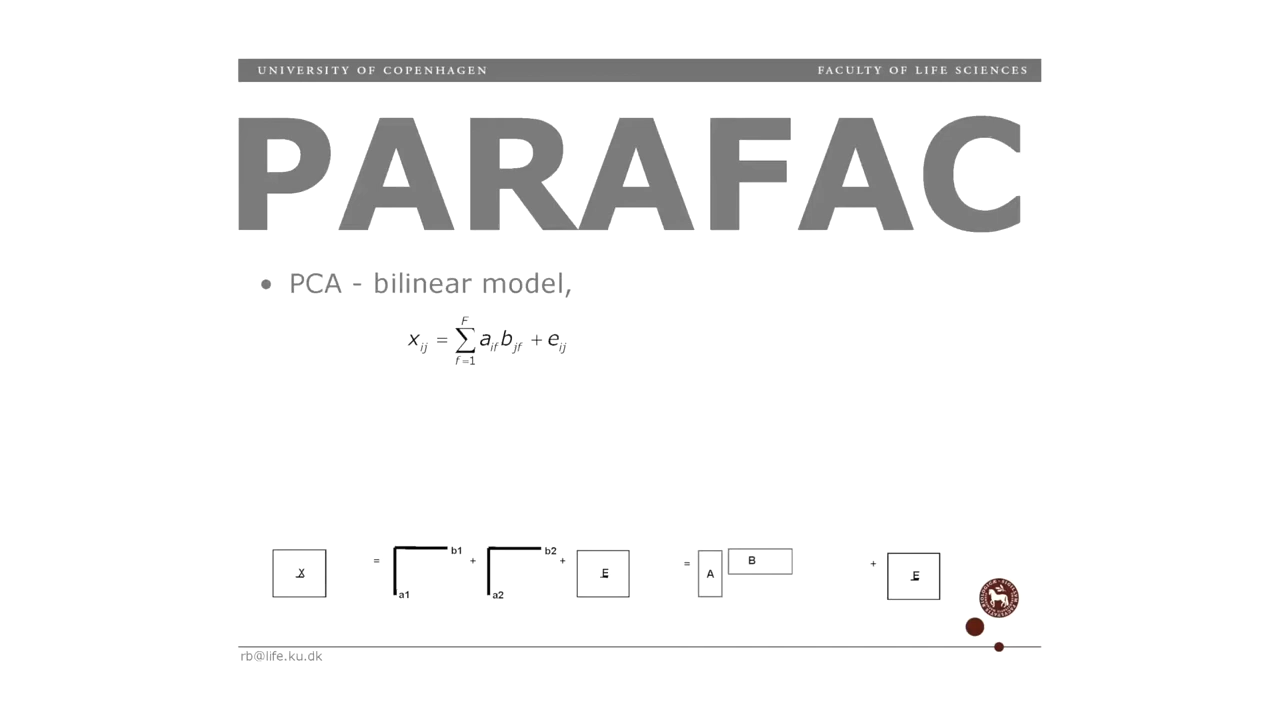 UNIVERSITY OF COPENHAGEN FACULTY OF LIFE SCIENCES
PARAFAC
• PCA - bilinear model,
x_ij = ∑_{f=1}^{F} a_if b_jf + e_ij
X = a1 b1 + a2 b2 + E = A B + E
rb@life.ku.dk